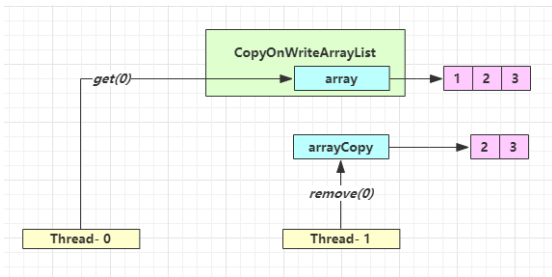 CopyOnWriteArrayList
get(0)
array
1 2 3
arrayCopy
2 3
remove(0)
Thread- 0
Thread- 1